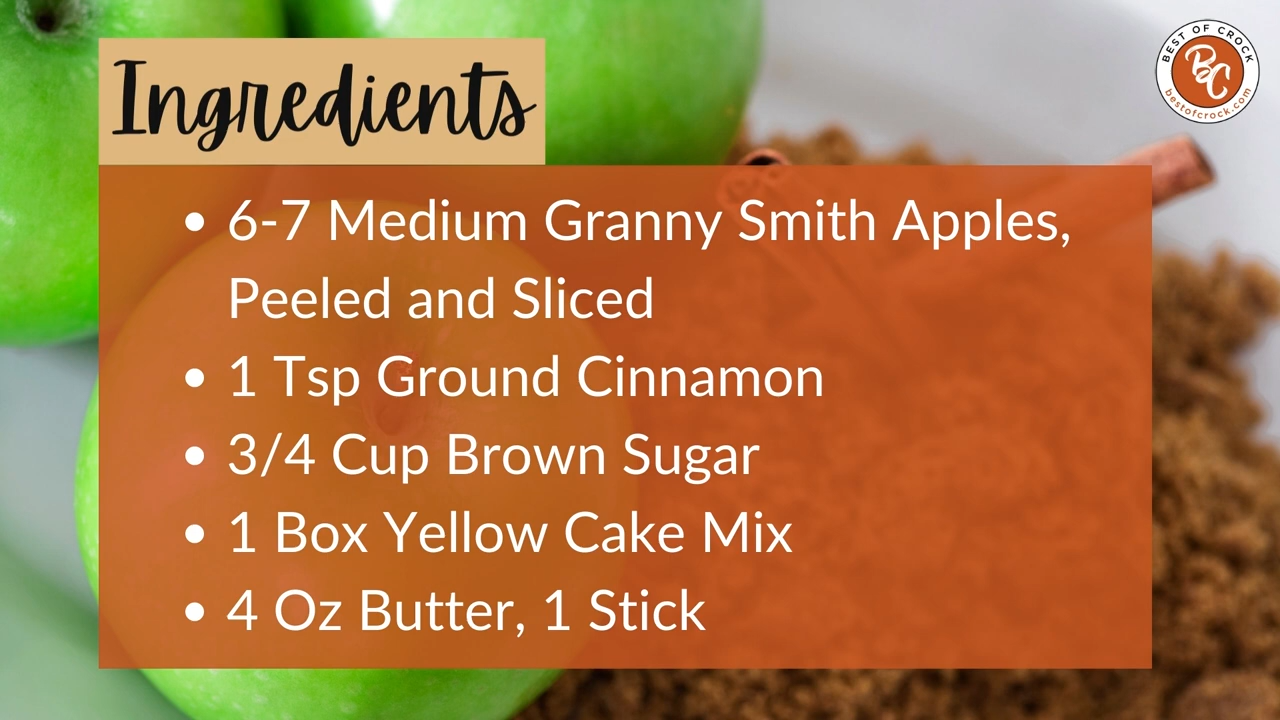 Ingredients
BEST OF CROCK
BC
bestofcrock.com
• 6-7 Medium Granny Smith Apples,
Peeled and Sliced
• 1 Tsp Ground Cinnamon
• 3/4 Cup Brown Sugar
• 1 Box Yellow Cake Mix
• 4 Oz Butter, 1 Stick